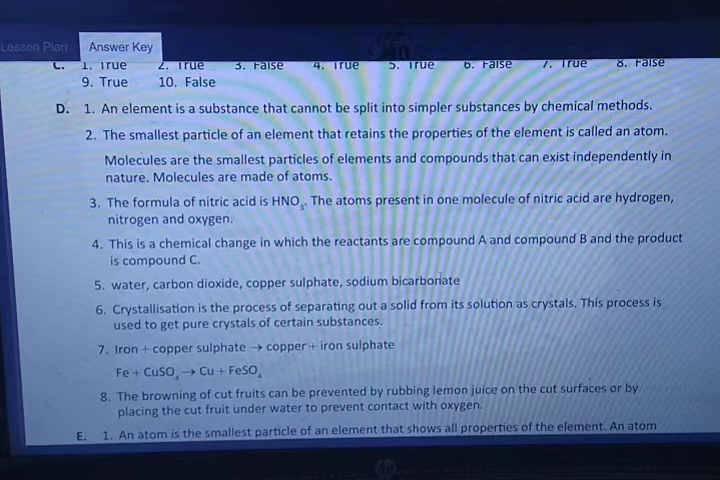 Lesson Plan
Answer Key
C. 1. True 2. True 3. False 4. True 5. True 6. False 7. True 8. False
9. True 10. False
D. 1. An element is a substance that cannot be split into simpler substances by chemical methods.
2. The smallest particle of an element that retains the properties of the element is called an atom.
Molecules are the smallest particles of elements and compounds that can exist independently in
nature. Molecules are made of atoms.
3. The formula of nitric acid is HNO₃. The atoms present in one molecule of nitric acid are hydrogen,
nitrogen and oxygen.
4. This is a chemical change in which the reactants are compound A and compound B and the product
is compound C.
5. water, carbon dioxide, copper sulphate, sodium bicarbonate
6. Crystallisation is the process of separating out a solid from its solution as crystals. This process is
used to get pure crystals of certain substances.
7. Iron + copper sulphate → copper + iron sulphate
Fe + CuSO₄ → Cu + FeSO₄
8. The browning of cut fruits can be prevented by rubbing lemon juice on the cut surfaces or by
placing the cut fruit under water to prevent contact with oxygen.
E. 1. An atom is the smallest particle of an element that shows all properties of the element. An atom
hp